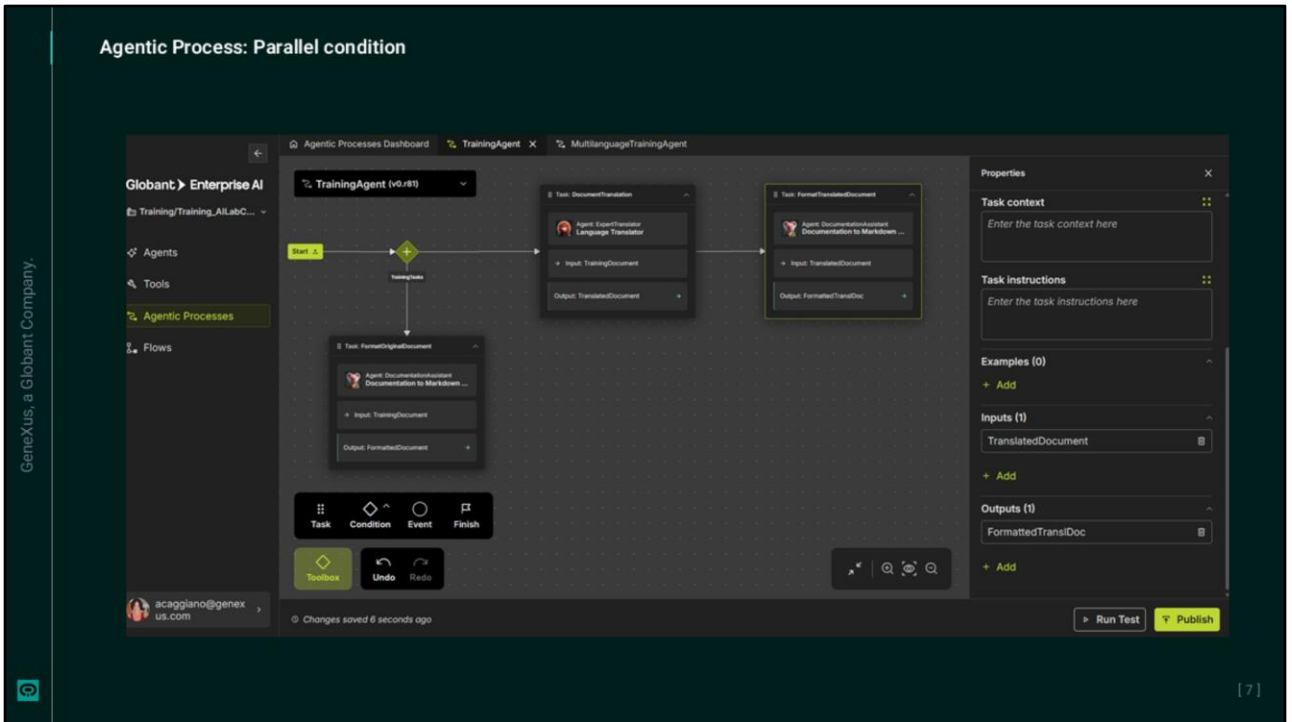 Agentic Process: Parallel condition
GeneXus, a Globant Company.
Agentic Processes Dashboard
TrainingAgent
MultilanguageTrainingAgent
Globant Enterprise AI
Training/Training_AILabC...
Agents
Tools
Agentic Processes
Flows
acaggiano@genex
us.com
TrainingAgent (v0.r81)
Start
TrainingTasks
Task: DocumentTranslation
Agent: ExpertTranslator
Language Translator
Input: TrainingDocument
Output: TranslatedDocument
Task: FormatTranslatedDocument
Agent: DocumentationAssistant
Documentation to Markdown ...
Input: TranslatedDocument
Output: FormattedTranslDoc
Task: FormatOriginalDocument
Agent: DocumentationAssistant
Documentation to Markdown ...
Input: TrainingDocument
Output: FormattedDocument
Task Condition Event Finish
Toolbox Undo Redo
Changes saved 6 seconds ago
Properties
Task context
Enter the task context here
Task instructions
Enter the task instructions here
Examples (0)
+ Add
Inputs (1)
TranslatedDocument
+ Add
Outputs (1)
FormattedTranslDoc
+ Add
Run Test
Publish
[ 7 ]